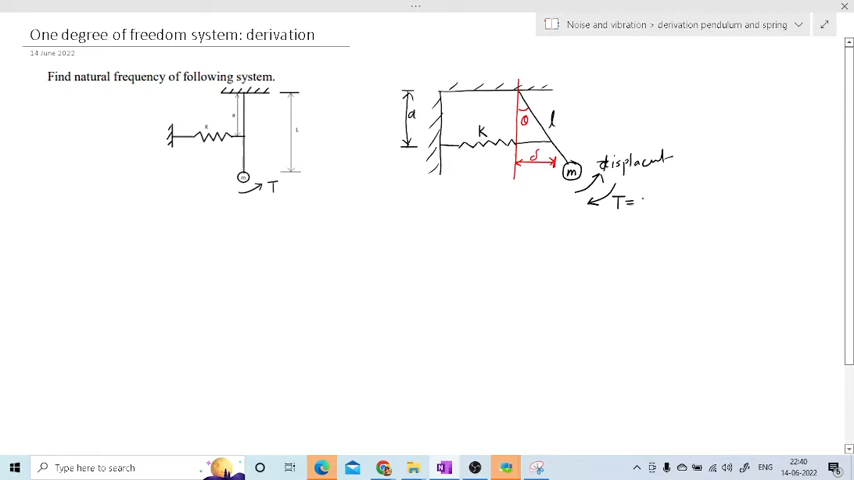 Noise and vibration > derivation pendulum and spring
One degree of freedom system: derivation
14 June 2022
Find natural frequency of following system.
K
L
m
T
a
K
θ
l
δ
m
displacent
T=
Type here to search
ENG
22:40
14-06-2022